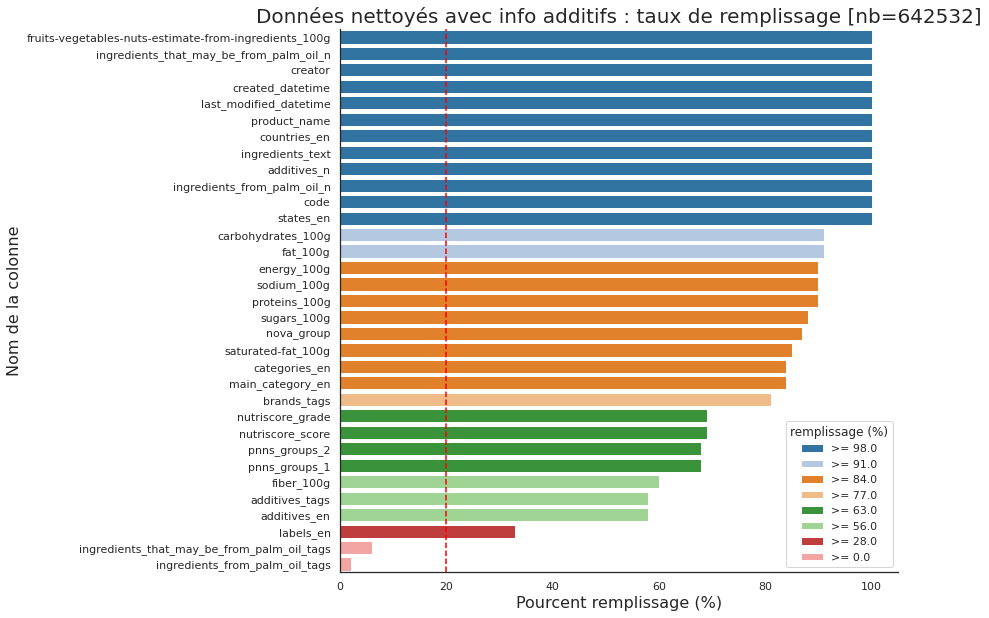 Données nettoyés avec info additifs : taux de remplissage [nb=642532]
Nom de la colonne
fruits-vegetables-nuts-estimate-from-ingredients_100g
ingredients_that_may_be_from_palm_oil_n
creator
created_datetime
last_modified_datetime
product_name
countries_en
ingredients_text
additives_n
ingredients_from_palm_oil_n
code
states_en
carbohydrates_100g
fat_100g
energy_100g
sodium_100g
proteins_100g
sugars_100g
nova_group
saturated-fat_100g
categories_en
main_category_en
brands_tags
nutriscore_grade
nutriscore_score
pnns_groups_2
pnns_groups_1
fiber_100g
additives_tags
additives_en
labels_en
ingredients_that_may_be_from_palm_oil_tags
ingredients_from_palm_oil_tags
remplissage (%)
>= 98.0
>= 91.0
>= 84.0
>= 77.0
>= 63.0
>= 56.0
>= 28.0
>= 0.0
0 20 40 60 80 100
Pourcent remplissage (%)